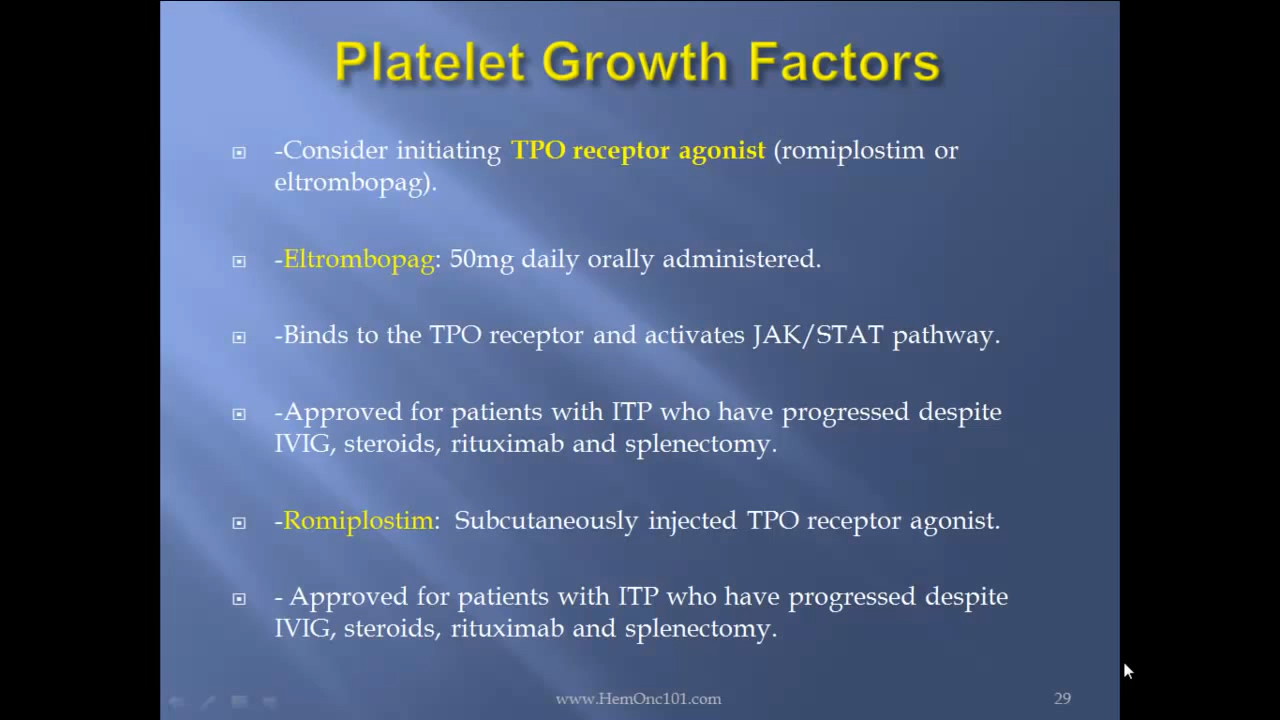 Platelet Growth Factors
-Consider initiating TPO receptor agonist (romiplostim or
eltrombopag).
-Eltrombopag: 50mg daily orally administered.
-Binds to the TPO receptor and activates JAK/STAT pathway.
-Approved for patients with ITP who have progressed despite
IVIG, steroids, rituximab and splenectomy.
-Romiplostim: Subcutaneously injected TPO receptor agonist.
- Approved for patients with ITP who have progressed despite
IVIG, steroids, rituximab and splenectomy.
www.HemOnc101.com
29